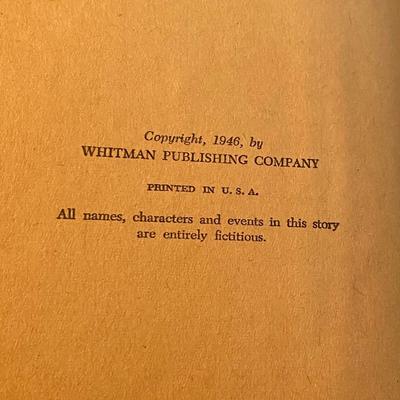 Copyright, 1946, by
WHITMAN PUBLISHING COMPANY
PRINTED IN U. S. A.
All names, characters and events in this story
are entirely fictitious.